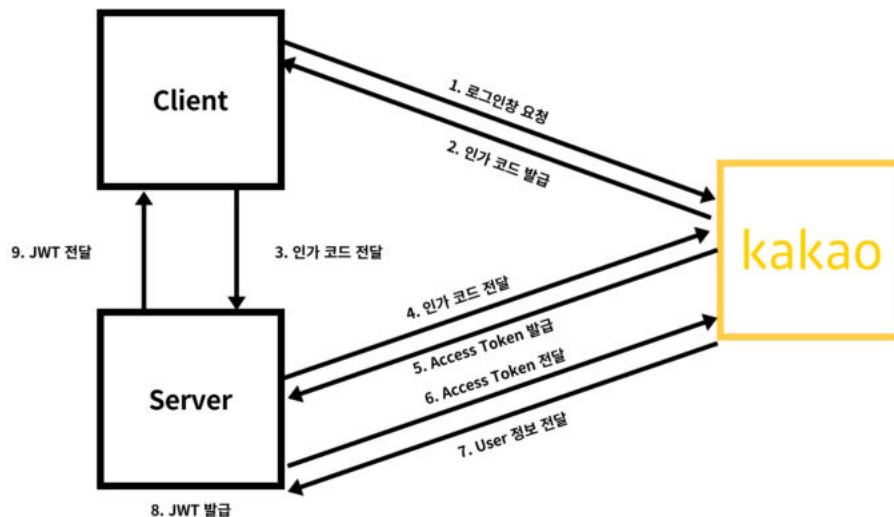 Client
1. 로그인창 요청
2. 인가 코드 발급
kakao
9. JWT 전달
3. 인가 코드 전달
4. 인가 코드 전달
5. Access Token 발급
6. Access Token 전달
7. User 정보 전달
Server
8. JWT 발급